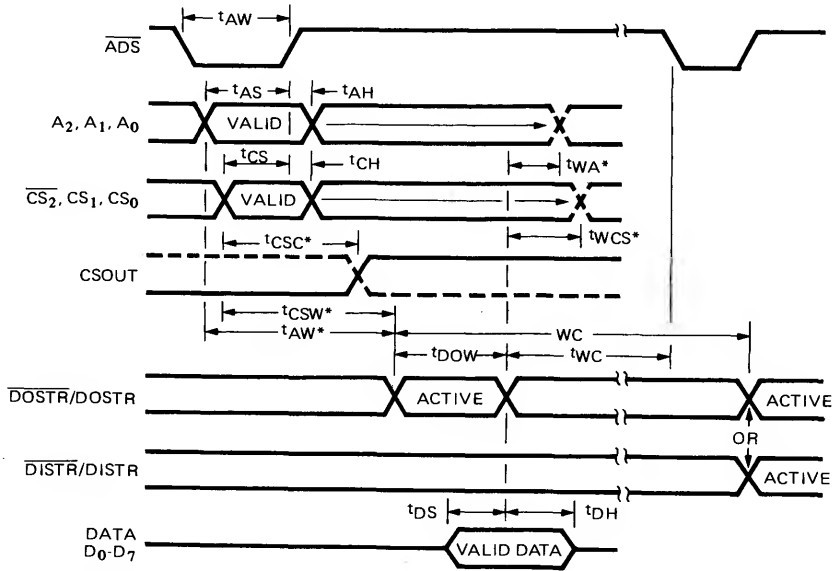 tAW
ADS
tAS tAH
A2, A1, A0 VALID
tCS tCH tWA*
CS2, CS1, CS0 VALID
tCSC* tWCS*
CSOUT
tCSW*
tAW* WC
tDOW tWC
DOSTR/DOSTR ACTIVE ACTIVE
OR
DISTR/DISTR ACTIVE
tDS tDH
DATA
D0-D7 VALID DATA